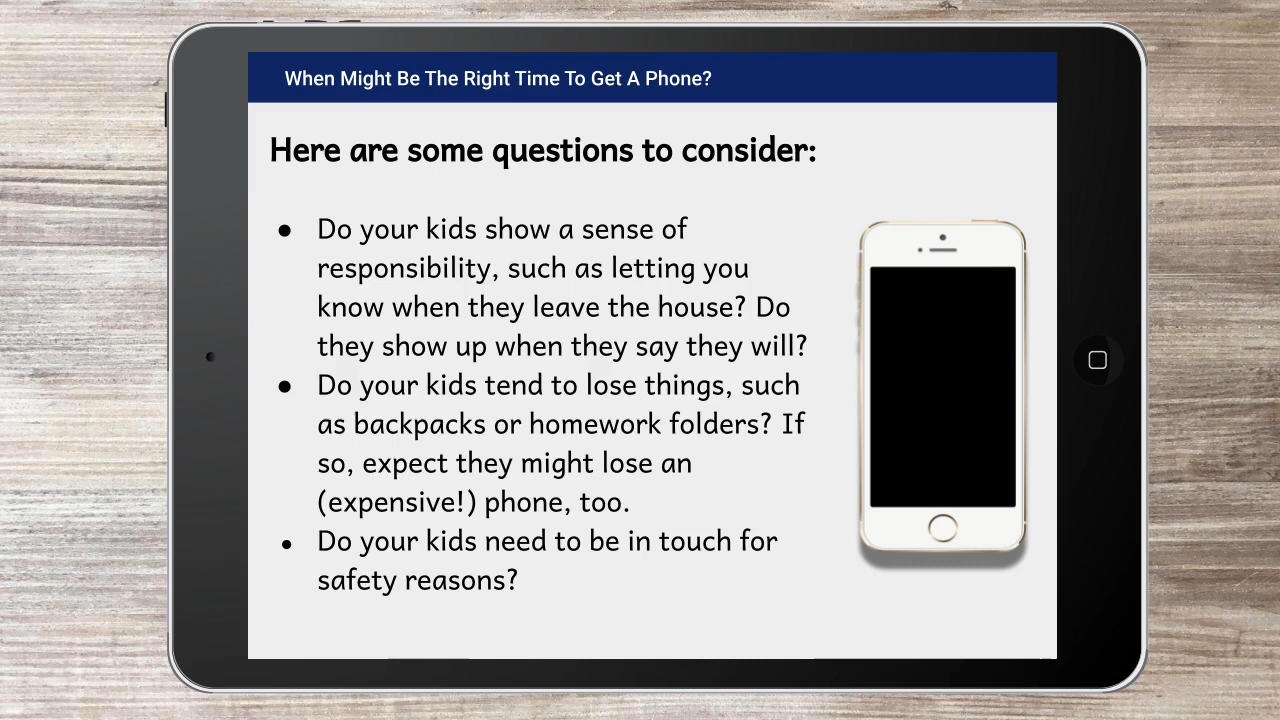 When Might Be The Right Time To Get A Phone?
Here are some questions to consider:
● Do your kids show a sense of
responsibility, such as letting you
know when they leave the house? Do
they show up when they say they will?
● Do your kids tend to lose things, such
as backpacks or homework folders? If
so, expect they might lose an
(expensive!) phone, too.
● Do your kids need to be in touch for
safety reasons?